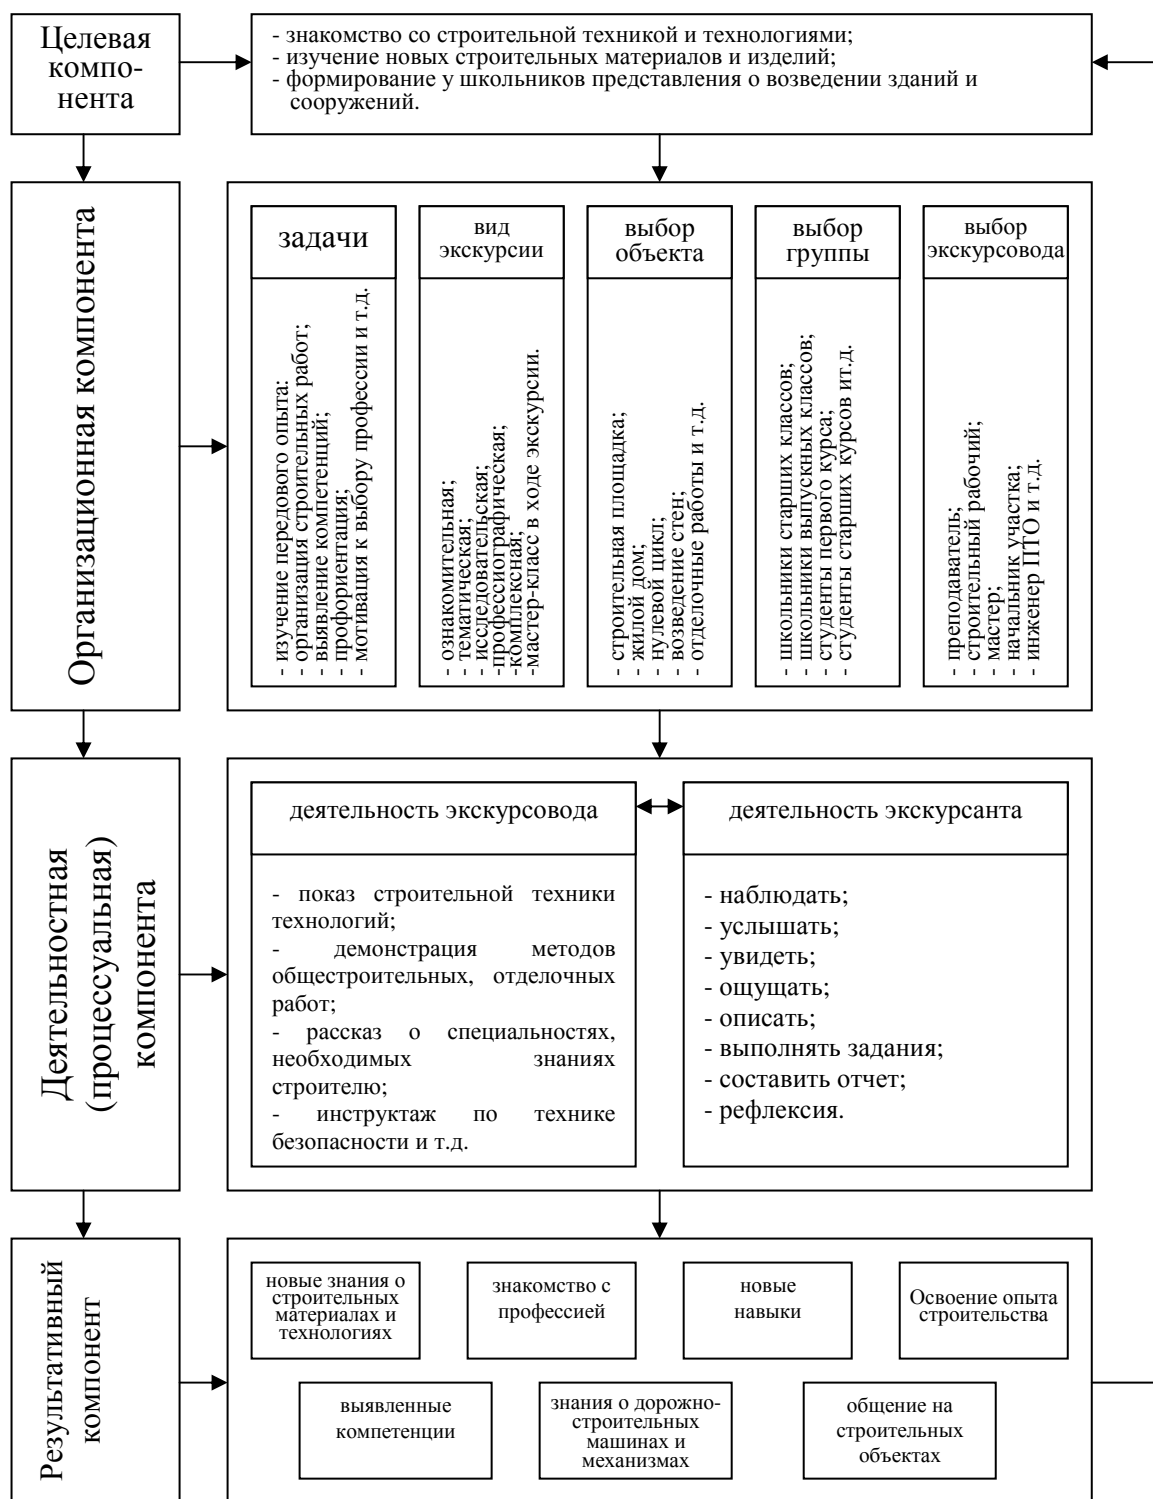 Целевая
компо-
нента
- знакомство со строительной техникой и технологиями;
- изучение новых строительных материалов и изделий;
- формирование у школьников представления о возведении зданий и
сооружений.
Организационная компонента
задачи
- изучение передового опыта:
- организация строительных работ;
- выявление компетенций;
- профориентация;
- мотивация к выбору профессии и т.д.
вид
экскурсии
- ознакомительная;
- тематическая;
- исследовательская;
-профессиографическая;
-комплексная;
-мастер-класс в ходе экскурсии.
выбор
объекта
- строительная площадка;
- жилой дом;
- нулевой цикл;
- возведение стен;
- отделочные работы и т.д.
выбор
группы
- школьники старших классов;
- школьники выпускных классов;
- студенты первого курса;
- студенты старших курсов ит.д.
выбор
экскурсовода
- преподаватель;
- строительный рабочий;
- мастер;
- начальник участка;
- инженер ПТО и т.д.
Деятельностная
(процессуальная)
компонента
деятельность экскурсовода
- показ строительной техники
технологий;
- демонстрация методов
общестроительных, отделочных
работ;
- рассказ о специальностях,
необходимых знаниях
строителю;
- инструктаж по технике
безопасности и т.д.
деятельность экскурсанта
- наблюдать;
- услышать;
- увидеть;
- ощущать;
- описать;
- выполнять задания;
- составить отчет;
- рефлексия.
Результативный
компонент
новые знания о
строительных
материалах и
технологиях
знакомство с
профессией
новые
навыки
Освоение опыта
строительства
выявленные
компетенции
знания о дорожно-
строительных
машинах и
механизмах
общение на
строительных
объектах